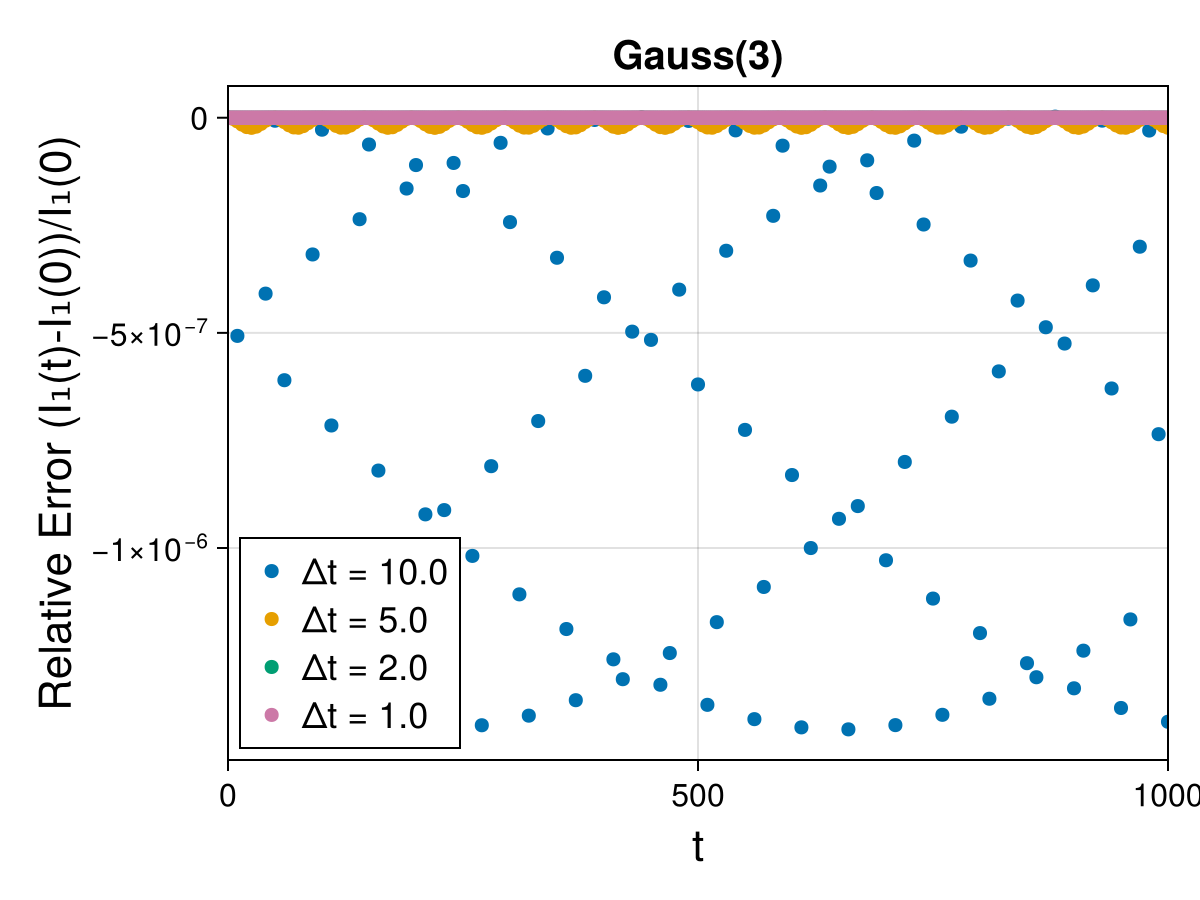 Gauss(3)
Relative Error (I₁(t)-I₁(0))/I₁(0)
0
−5×10⁻⁷
−1×10⁻⁶
Δt = 10.0
Δt = 5.0
Δt = 2.0
Δt = 1.0
0 500 1000
t